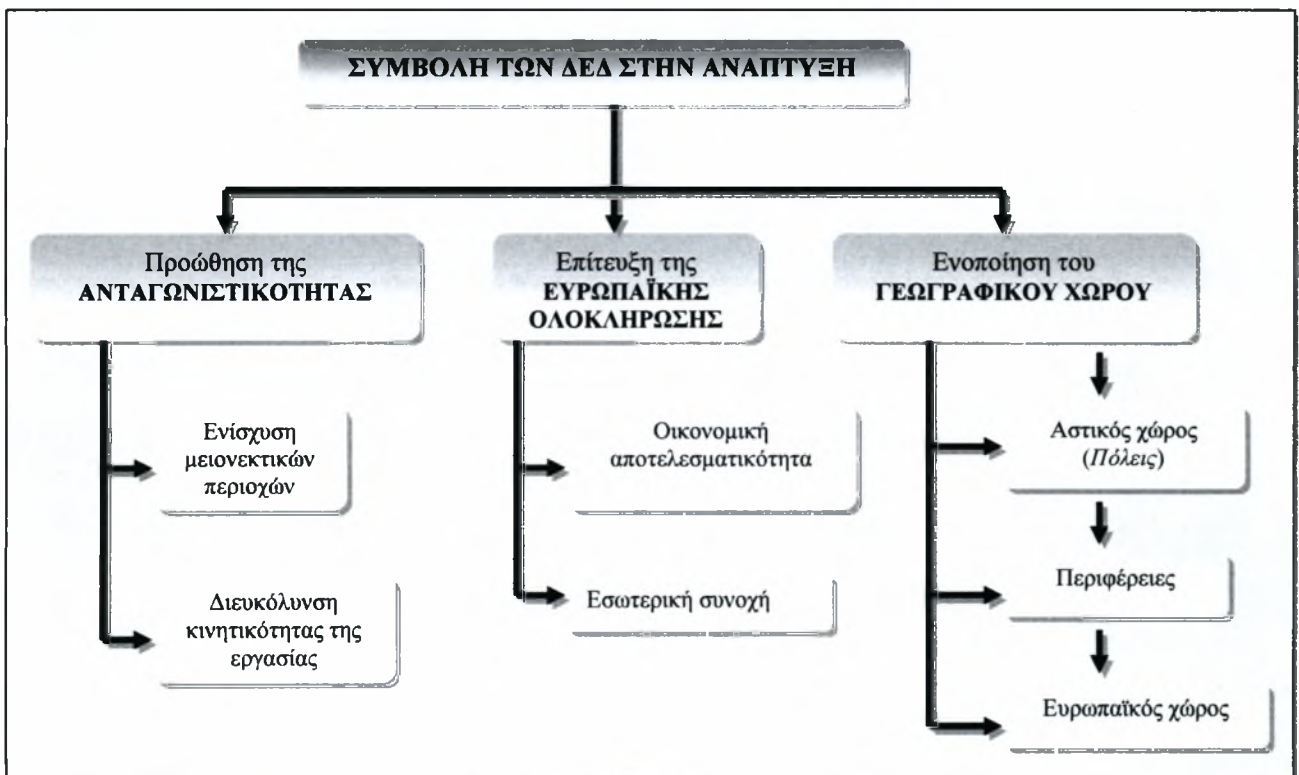 ΣΥΜΒΟΛΗ ΤΩΝ ΔΕΔ ΣΤΗΝ ΑΝΑΠΤΥΞΗ
Προώθηση της
ΑΝΤΑΓΩΝΙΣΤΙΚΟΤΗΤΑΣ
Ενίσχυση
μειονεκτικών
περιοχών
Διευκόλυνση
κινητικότητας της
εργασίας
Επίτευξη της
ΕΥΡΩΠΑΪΚΗΣ
ΟΛΟΚΛΗΡΩΣΗΣ
Οικονομική
αποτελεσματικότητα
Εσωτερική συνοχή
Ενοποίηση του
ΓΕΩΓΡΑΦΙΚΟΥ ΧΩΡΟΥ
Αστικός χώρος
(Πόλεις)
Περιφέρειες
Ευρωπαϊκός χώρος